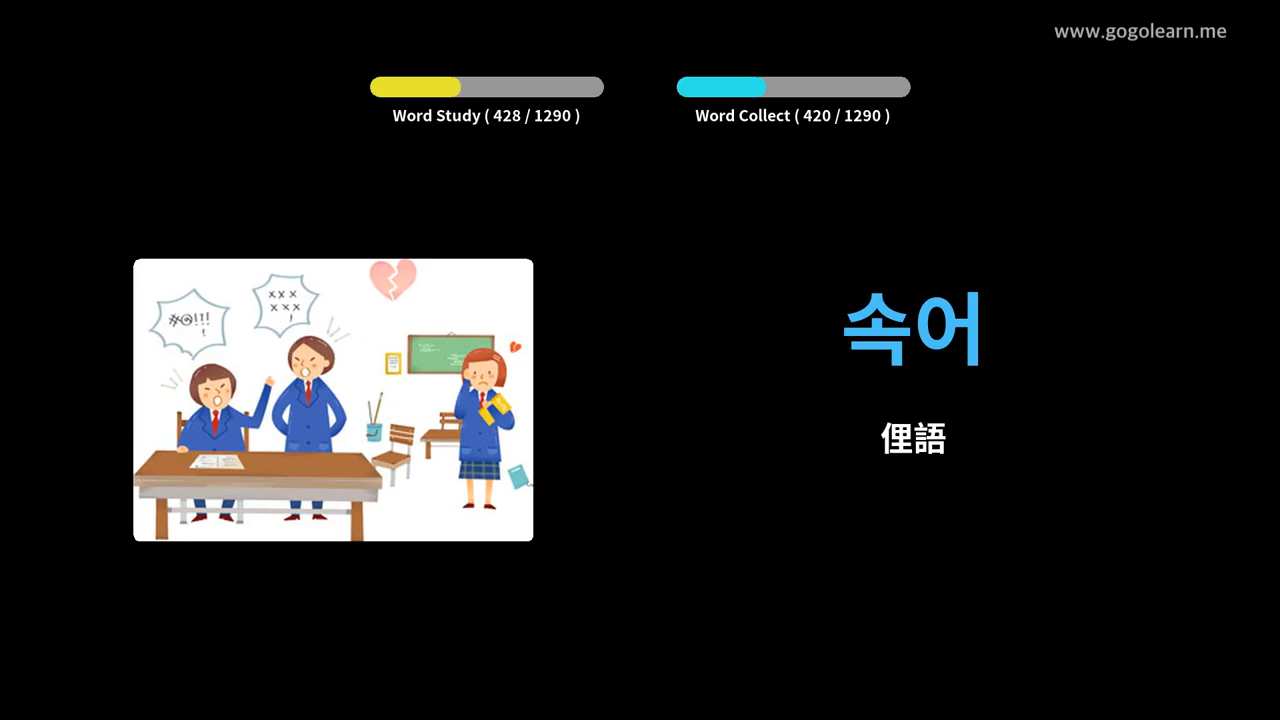 www.gogolearn.me
Word Study ( 428 / 1290 )
Word Collect ( 420 / 1290 )
#@!!!
!
x x x
x x x
!
속어
俚語